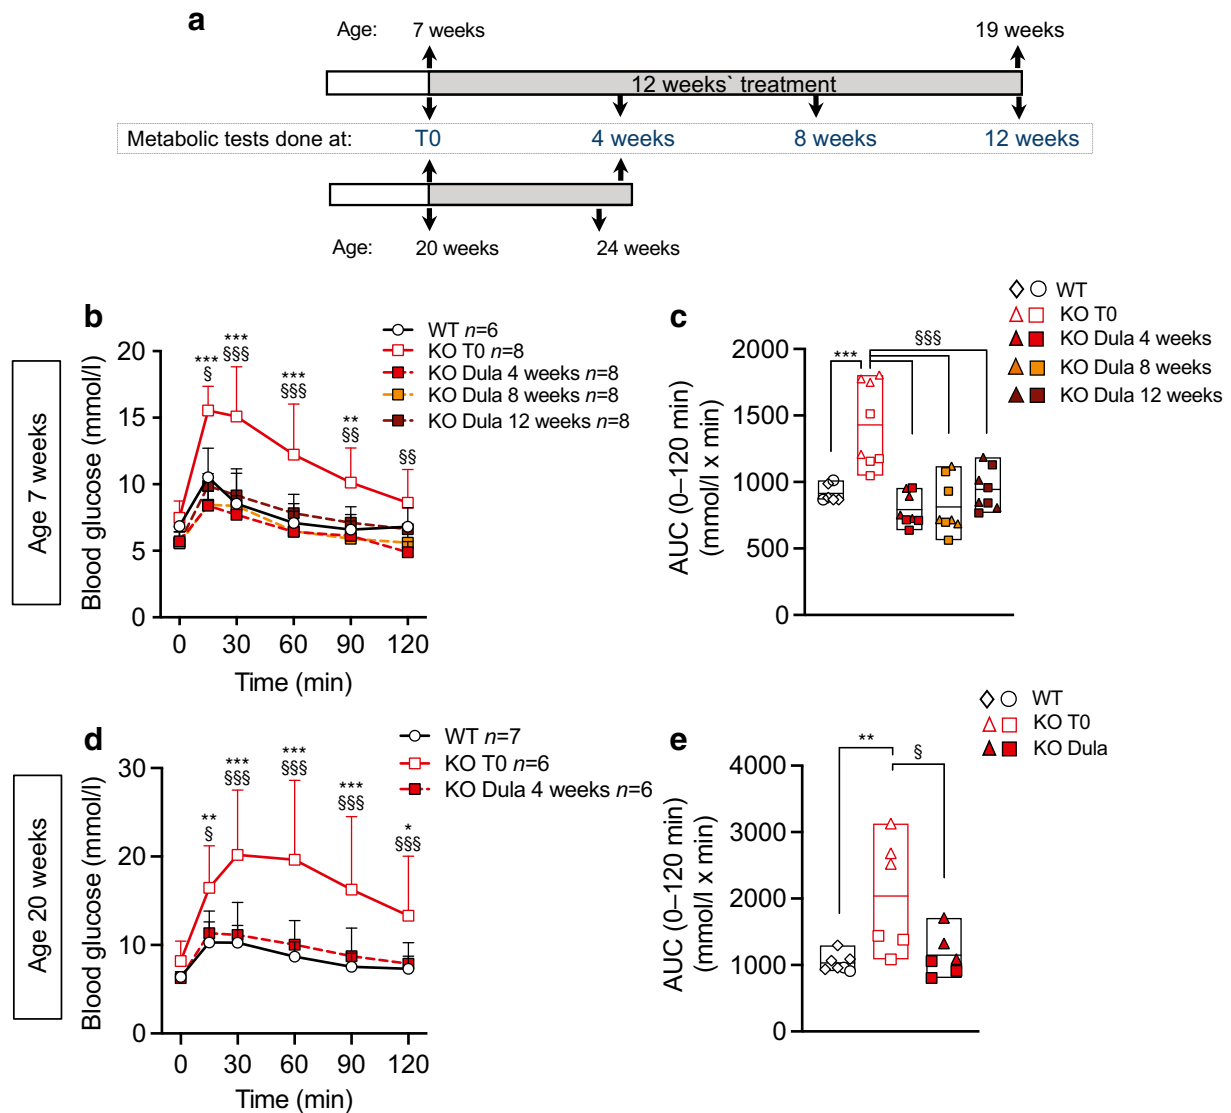 a
Age: 7 weeks 19 weeks
12 weeks` treatment
Metabolic tests done at: T0 4 weeks 8 weeks 12 weeks
Age: 20 weeks 24 weeks
Age 7 weeks
b
WT n=6
KO T0 n=8
KO Dula 4 weeks n=8
KO Dula 8 weeks n=8
KO Dula 12 weeks n=8
Blood glucose (mmol/l)
20
15
10
5
0
***
§
***
§§§
***
§§§
**
§§
§§
0 30 60 90 120
Time (min)
c
WT
KO T0
KO Dula 4 weeks
KO Dula 8 weeks
KO Dula 12 weeks
AUC (0–120 min)
(mmol/l x min)
2000
1500
1000
500
0
***
§§§
Age 20 weeks
d
WT n=7
KO T0 n=6
KO Dula 4 weeks n=6
Blood glucose (mmol/l)
30
20
10
0
**
§
***
§§§
***
§§§
***
§§§
*
§§§
0 30 60 90 120
Time (min)
e
WT
KO T0
KO Dula
AUC (0–120 min)
(mmol/l x min)
4000
3000
2000
1000
0
**
§